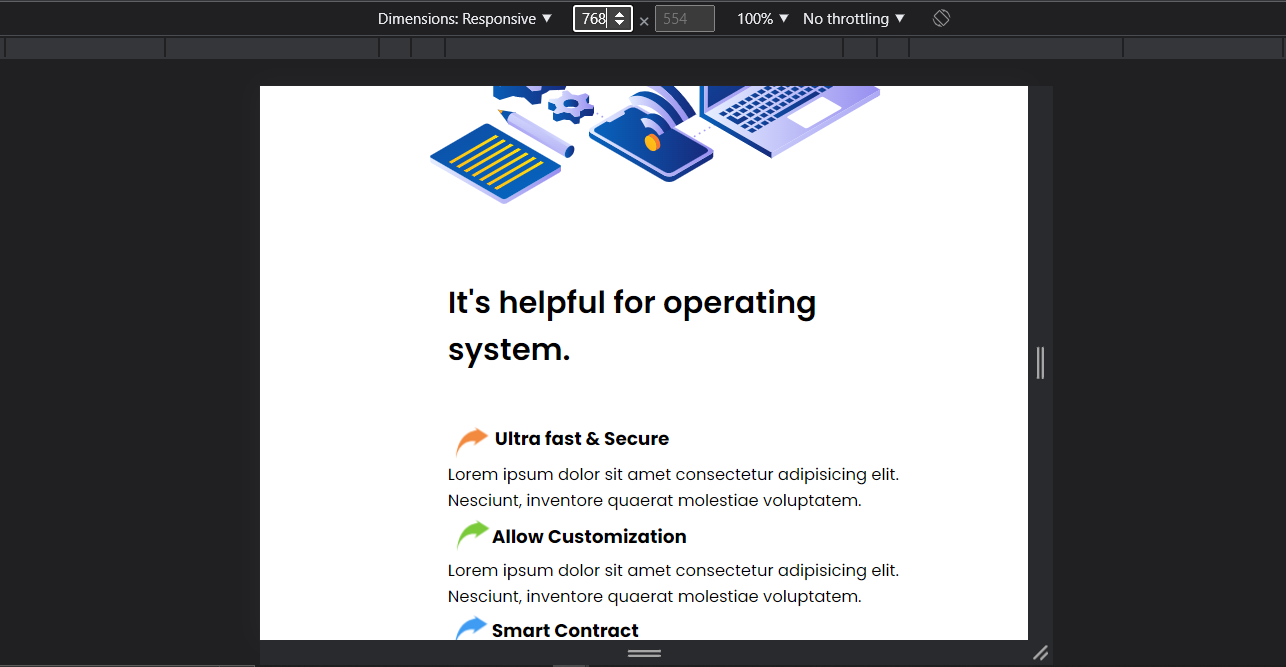 Dimensions: Responsive ▼ 768 × 554 100% ▼ No throttling ▼
It's helpful for operating
system.
Ultra fast & Secure
Lorem ipsum dolor sit amet consectetur adipisicing elit.
Nesciunt, inventore quaerat molestiae voluptatem.
Allow Customization
Lorem ipsum dolor sit amet consectetur adipisicing elit.
Nesciunt, inventore quaerat molestiae voluptatem.
Smart Contract